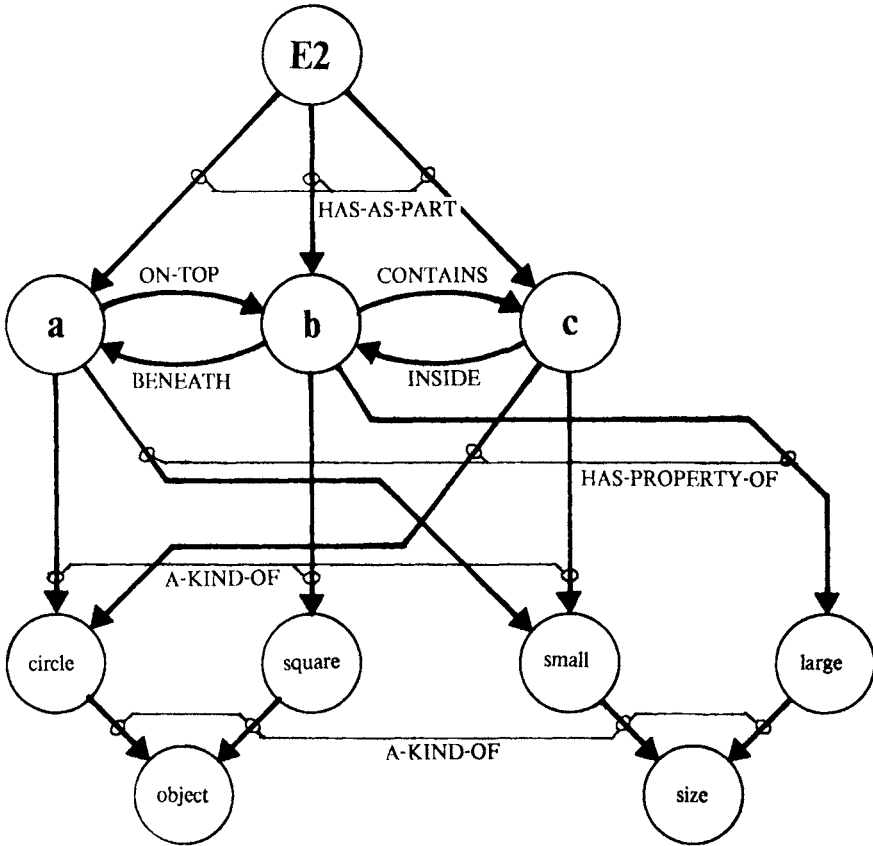 E2
HAS-AS-PART
ON-TOP
CONTAINS
a
b
c
BENEATH
INSIDE
HAS-PROPERTY-OF
A-KIND-OF
circle
square
small
large
A-KIND-OF
object
size